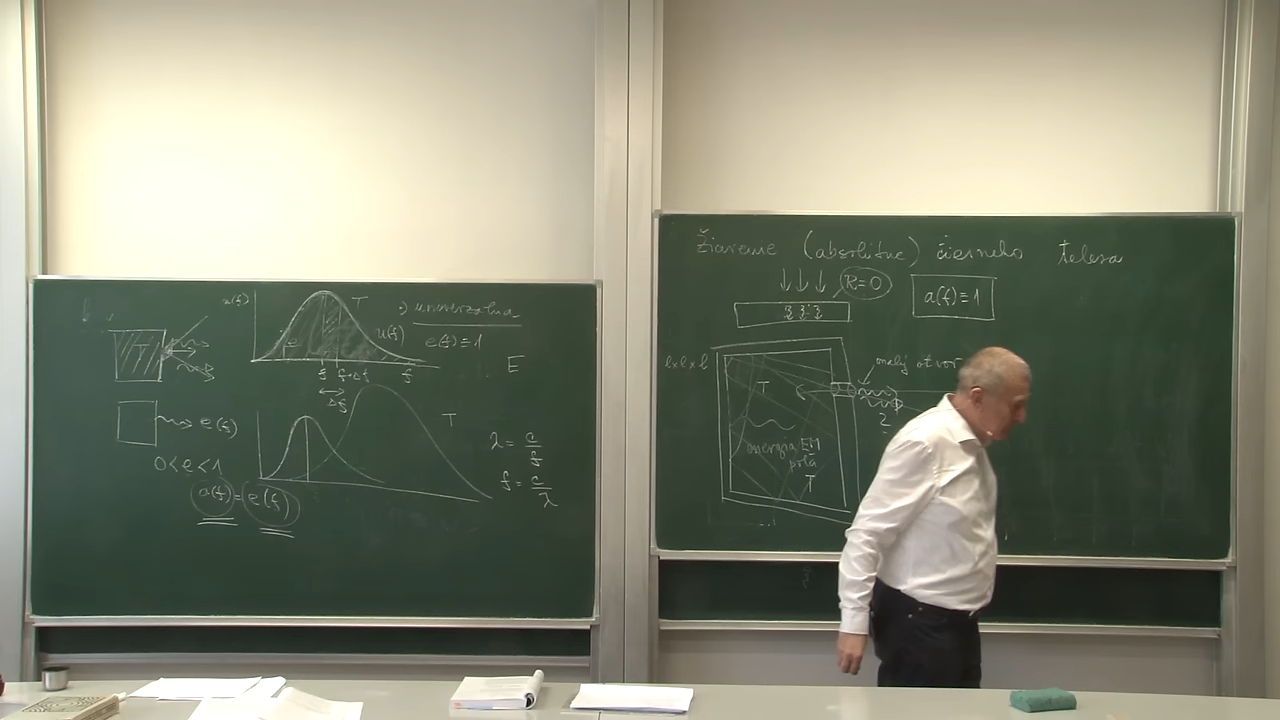 u(f)
T
u(f)
f f+Δf f
Δf
univerzálna
e(f)≡1
E
T
e(f)
0<e<1
a(f)=e(f)
T
λ = c/f
f = c/λ
Žiarenie (absolútne) čierneho telesa
R=0
a(f)≡1
l×l×l
malý otvor
T
?
energia EM
poľa
T